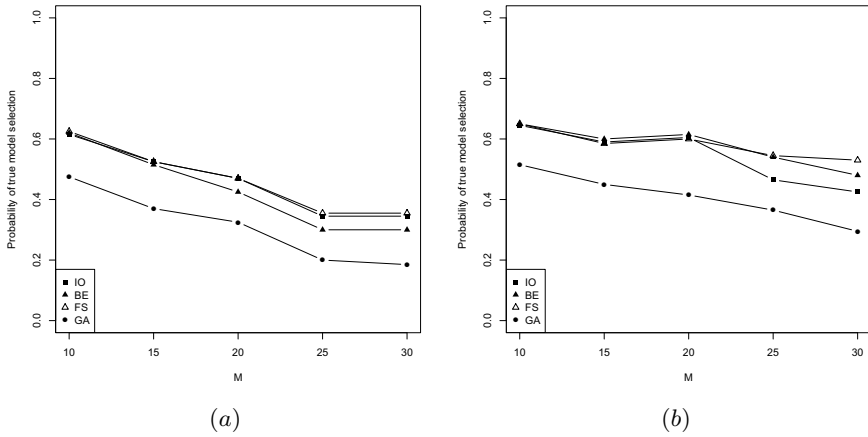 Probability of true model selection
1.0
0.8
0.6
0.4
0.2
0.0
IO
BE
FS
GA
10 15 20 25 30
M
(a)
Probability of true model selection
1.0
0.8
0.6
0.4
0.2
0.0
IO
BE
FS
GA
10 15 20 25 30
M
(b)